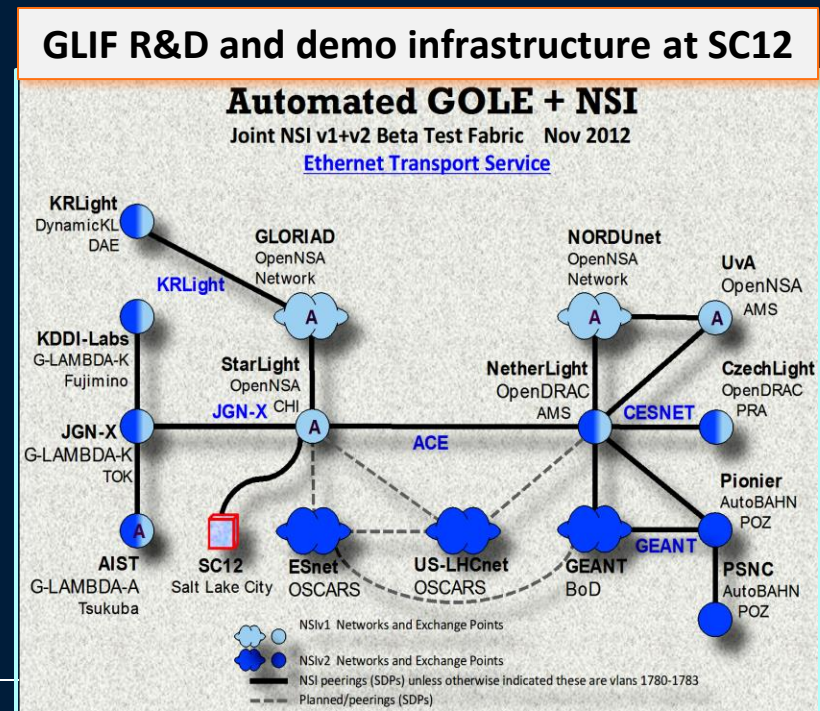 GLIF R&D and demo infrastructure at SC12
Automated GOLE + NSI
Joint NSI v1+v2 Beta Test Fabric Nov 2012
Ethernet Transport Service
KRLight
DynamicKL
DAE
KRLight
GLORIAD
OpenNSA
Network
A
NORDUnet
OpenNSA
Network
A
UvA
OpenNSA
AMS
A
KDDI-Labs
G-LAMBDA-K
Fujimino
StarLight
OpenNSA
CHI
A
JGN-X
NetherLight
OpenDRAC
AMS
CzechLight
OpenDRAC
PRA
CESNET
ACE
JGN-X
G-LAMBDA-K
TOK
Pionier
AutoBAHN
POZ
A
AIST
G-LAMBDA-A
Tsukuba
SC12
Salt Lake City
ESnet
OSCARS
US-LHCnet
OSCARS
GEANT
BoD
GEANT
PSNC
AutoBAHN
POZ
NSIv1 Networks and Exchange Points
NSIv2 Networks and Exchange Points
NSI peerings (SDPs) unless otherwise indicated these are vlans 1780-1783
Planned/peerings (SDPs)